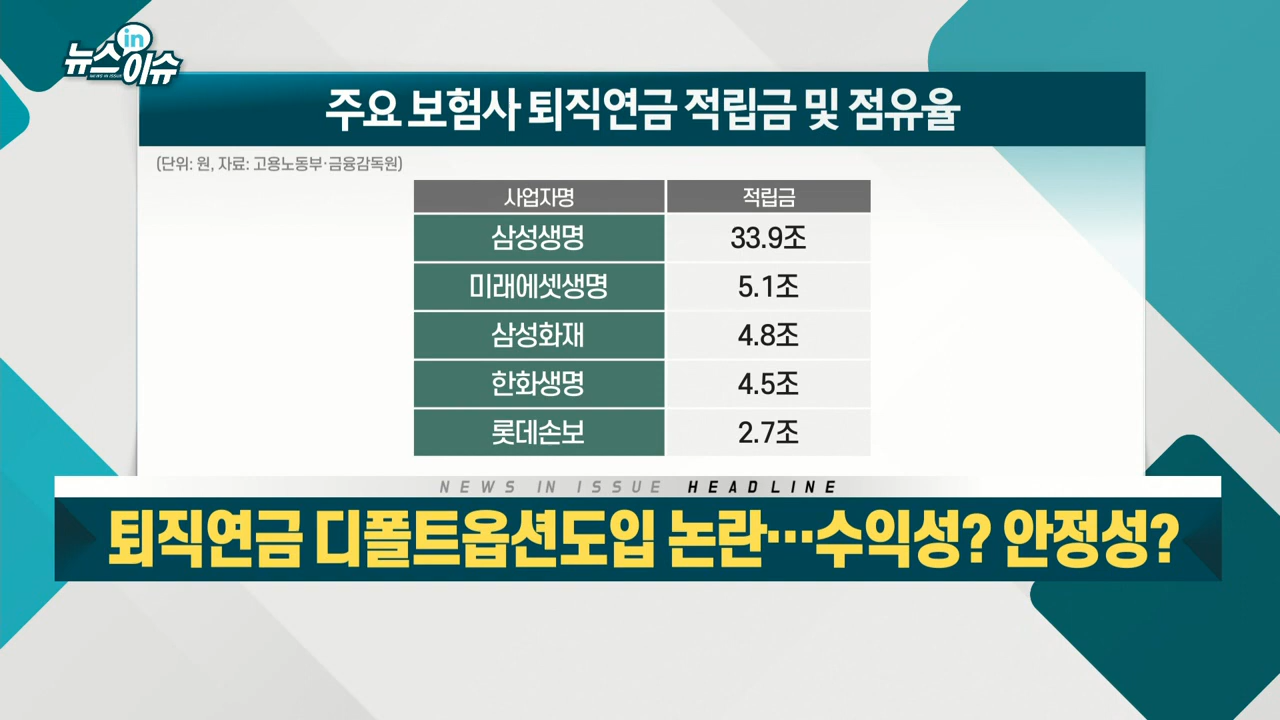 뉴스in이슈
NEWS IN ISSUE
주요 보험사 퇴직연금 적립금 및 점유율
(단위: 원, 자료: 고용노동부·금융감독원)
사업자명 적립금
삼성생명 33.9조
미래에셋생명 5.1조
삼성화재 4.8조
한화생명 4.5조
롯데손보 2.7조
NEWS IN ISSUE HEADLINE
퇴직연금 디폴트옵션도입 논란…수익성? 안정성?